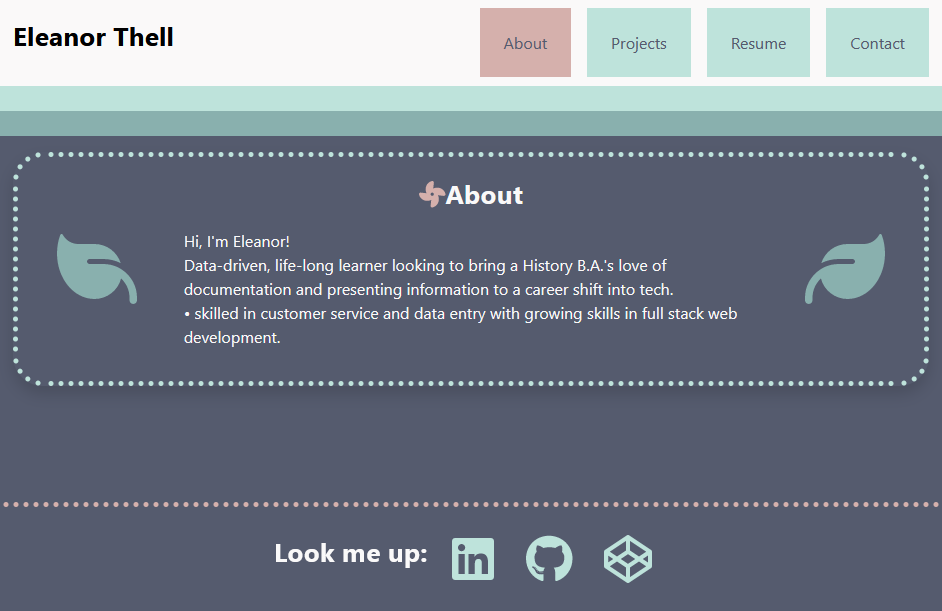 Eleanor Thell
About
Projects
Resume
Contact
About
Hi, I'm Eleanor!
Data-driven, life-long learner looking to bring a History B.A.'s love of
documentation and presenting information to a career shift into tech.
• skilled in customer service and data entry with growing skills in full stack web
development.
Look me up:
in